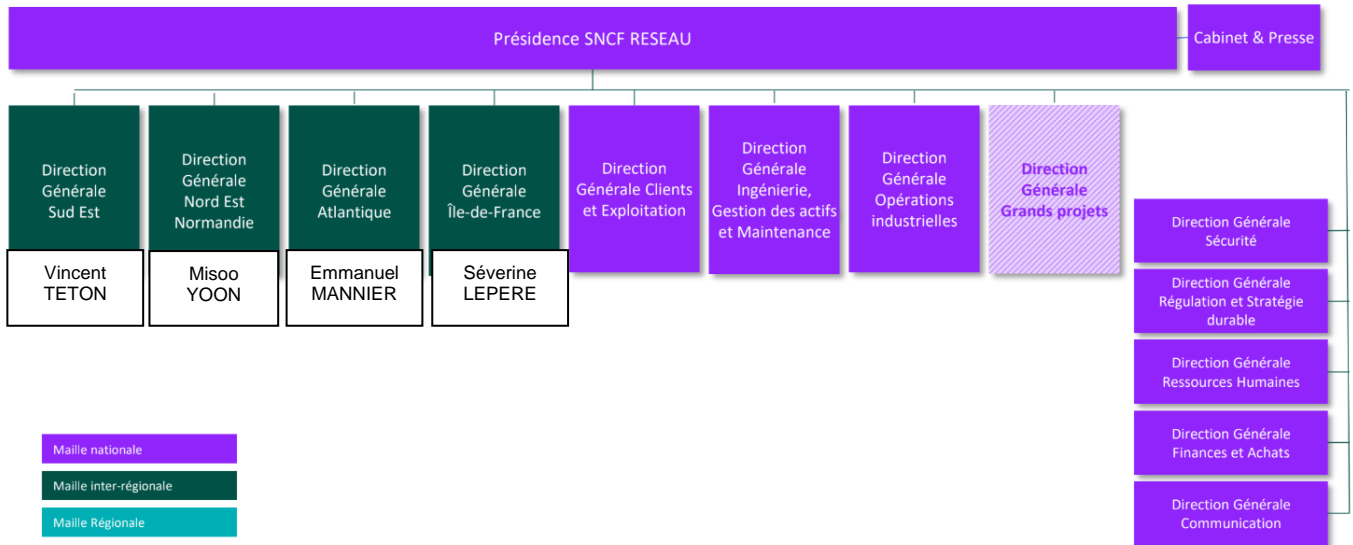 Présidence SNCF RESEAU
Cabinet & Presse
Direction
Générale
Sud Est
Direction
Générale
Nord Est
Normandie
Direction
Générale
Atlantique
Direction
Générale
Île-de-France
Direction
Générale Clients
et Exploitation
Direction
Générale
Ingénierie,
Gestion des actifs
et Maintenance
Direction
Générale
Opérations
industrielles
Direction
Générale
Grands projets
Vincent
TETON
Misoo
YOON
Emmanuel
MANNIER
Séverine
LEPERE
Direction Générale
Sécurité
Direction Générale
Régulation et Stratégie
durable
Direction Générale
Ressources Humaines
Direction Générale
Finances et Achats
Direction Générale
Communication
Maille nationale
Maille inter-régionale
Maille Régionale